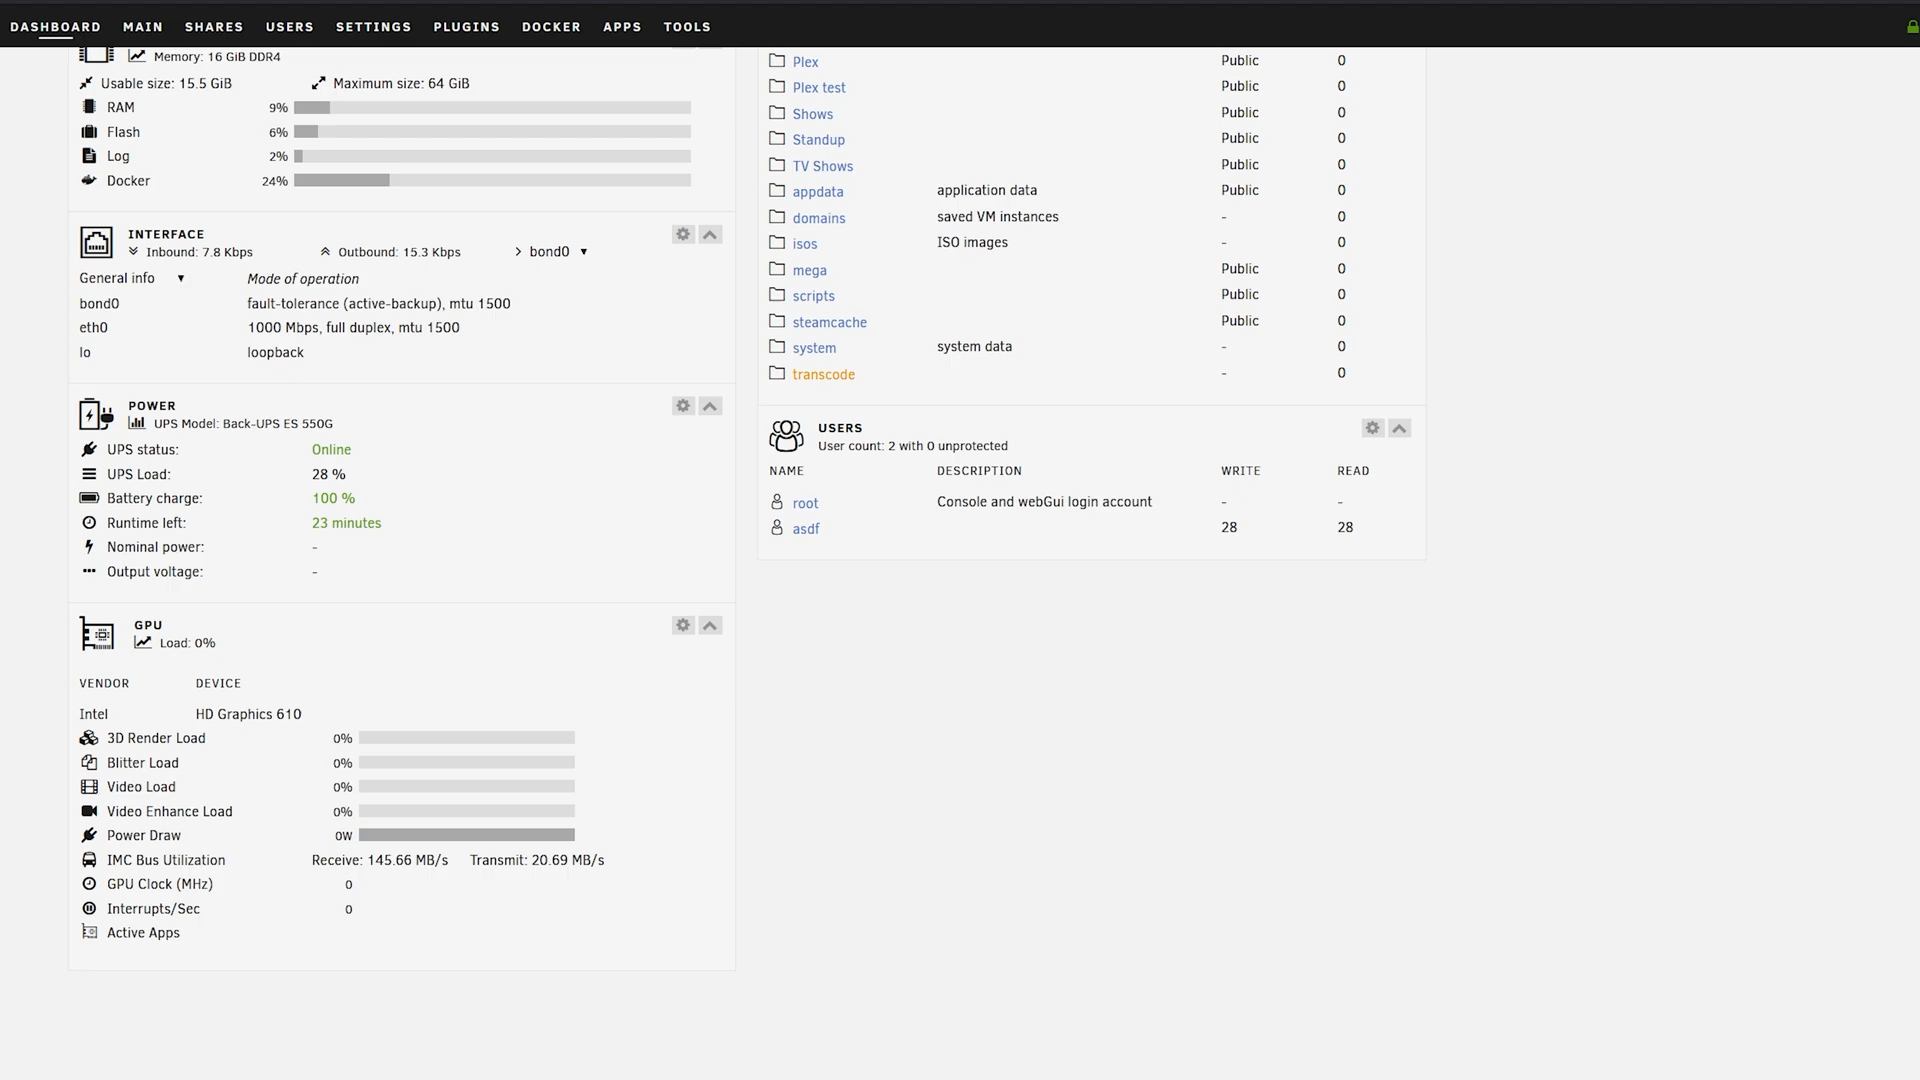 DASHBOARD MAIN SHARES USERS SETTINGS PLUGINS DOCKER APPS TOOLS
Memory: 16 GiB DDR4
Usable size: 15.5 GiB Maximum size: 64 GiB
RAM 9%
Flash 6%
Log 2%
Docker 24%
INTERFACE
Inbound: 7.8 Kbps Outbound: 15.3 Kbps > bond0
General info Mode of operation
bond0 fault-tolerance (active-backup), mtu 1500
eth0 1000 Mbps, full duplex, mtu 1500
lo loopback
POWER
UPS Model: Back-UPS ES 550G
UPS status: Online
UPS Load: 28 %
Battery charge: 100 %
Runtime left: 23 minutes
Nominal power: -
Output voltage: -
GPU
Load: 0%
VENDOR DEVICE
Intel HD Graphics 610
3D Render Load 0%
Blitter Load 0%
Video Load 0%
Video Enhance Load 0%
Power Draw 0W
IMC Bus Utilization Receive: 145.66 MB/s Transmit: 20.69 MB/s
GPU Clock (MHz) 0
Interrupts/Sec 0
Active Apps
Plex Public 0
Plex test Public 0
Shows Public 0
Standup Public 0
TV Shows Public 0
appdata application data Public 0
domains saved VM instances - 0
isos ISO images - 0
mega Public 0
scripts Public 0
steamcache Public 0
system system data - 0
transcode - 0
USERS
User count: 2 with 0 unprotected
NAME DESCRIPTION WRITE READ
root Console and webGui login account - -
asdf 28 28